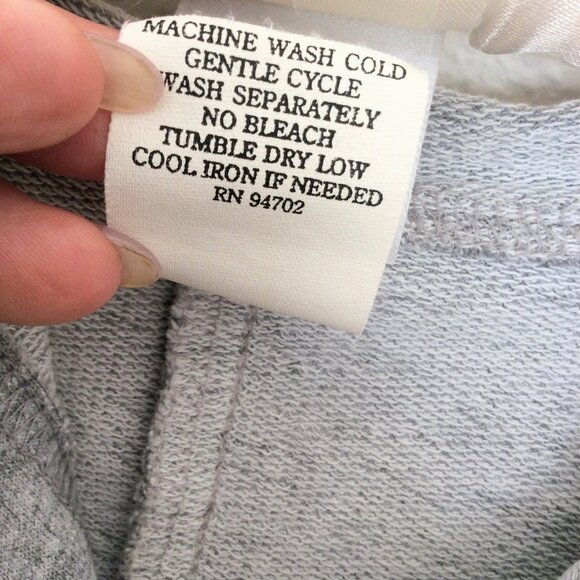 MACHINE WASH COLD
GENTLE CYCLE
WASH SEPARATELY
NO BLEACH
TUMBLE DRY LOW
COOL IRON IF NEEDED
RN 94702